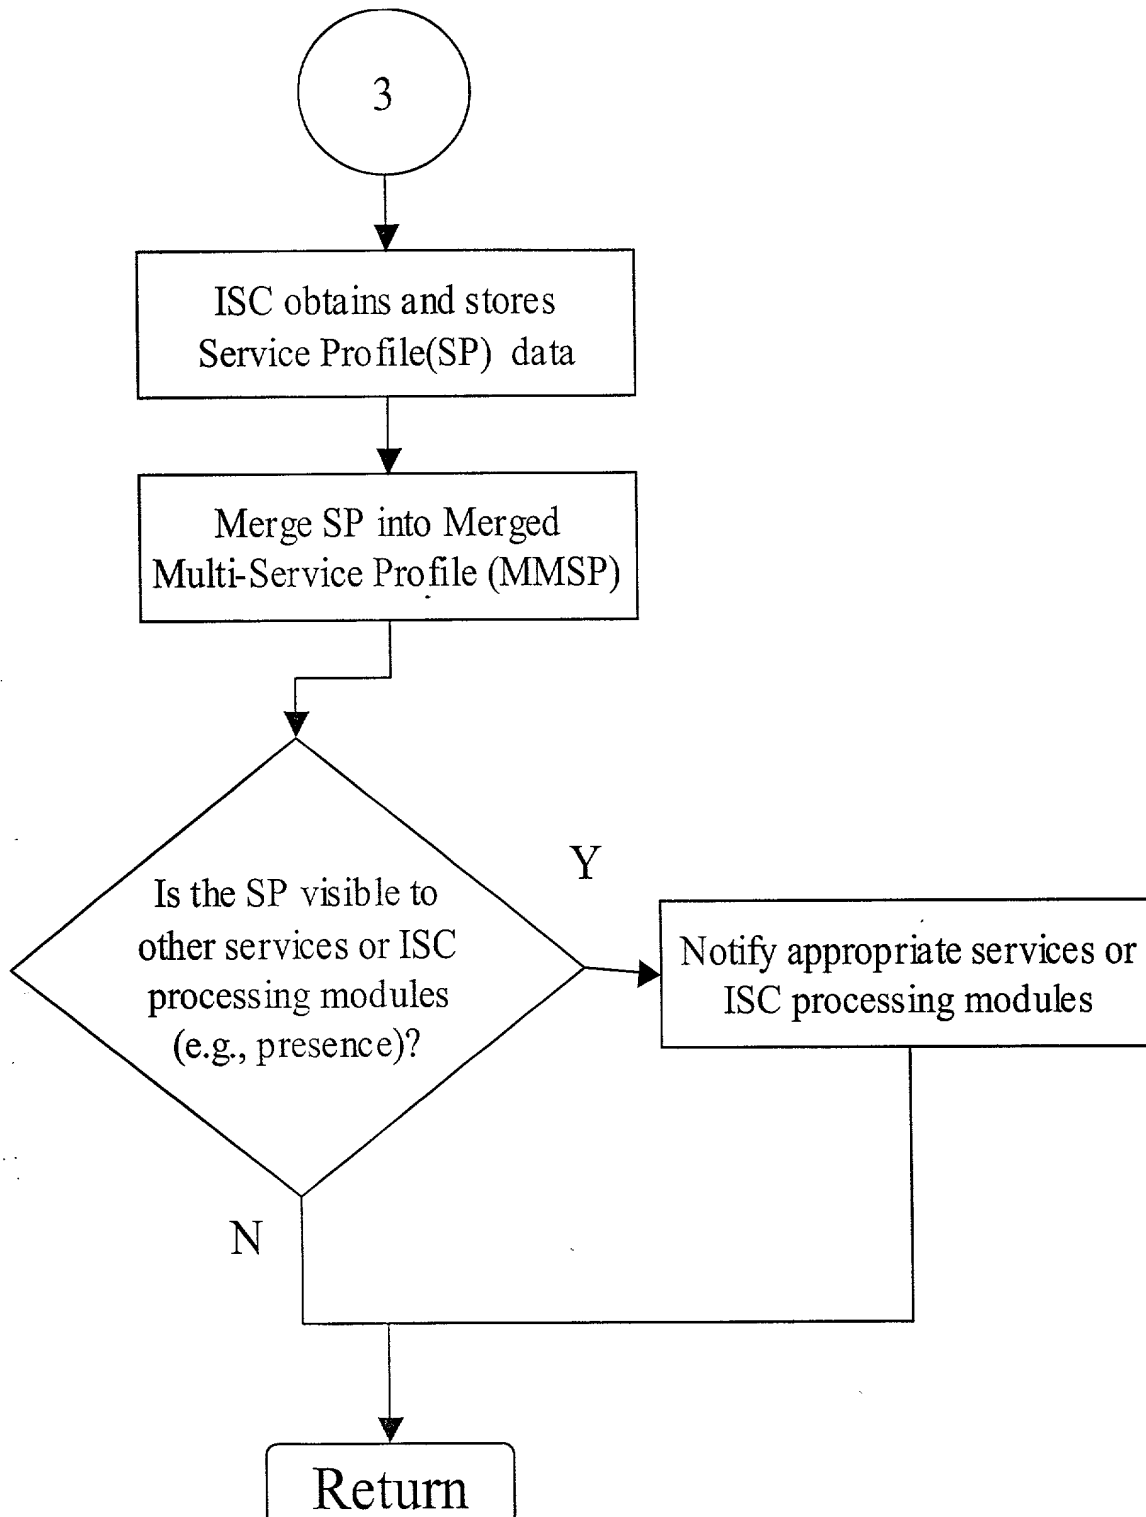 3
ISC obtains and stores
Service Profile(SP) data
Merge SP into Merged
Multi-Service Profile (MMSP)
Is the SP visible to
other services or ISC
processing modules
(e.g., presence)?
Y
Notify appropriate services or
ISC processing modules
N
Return